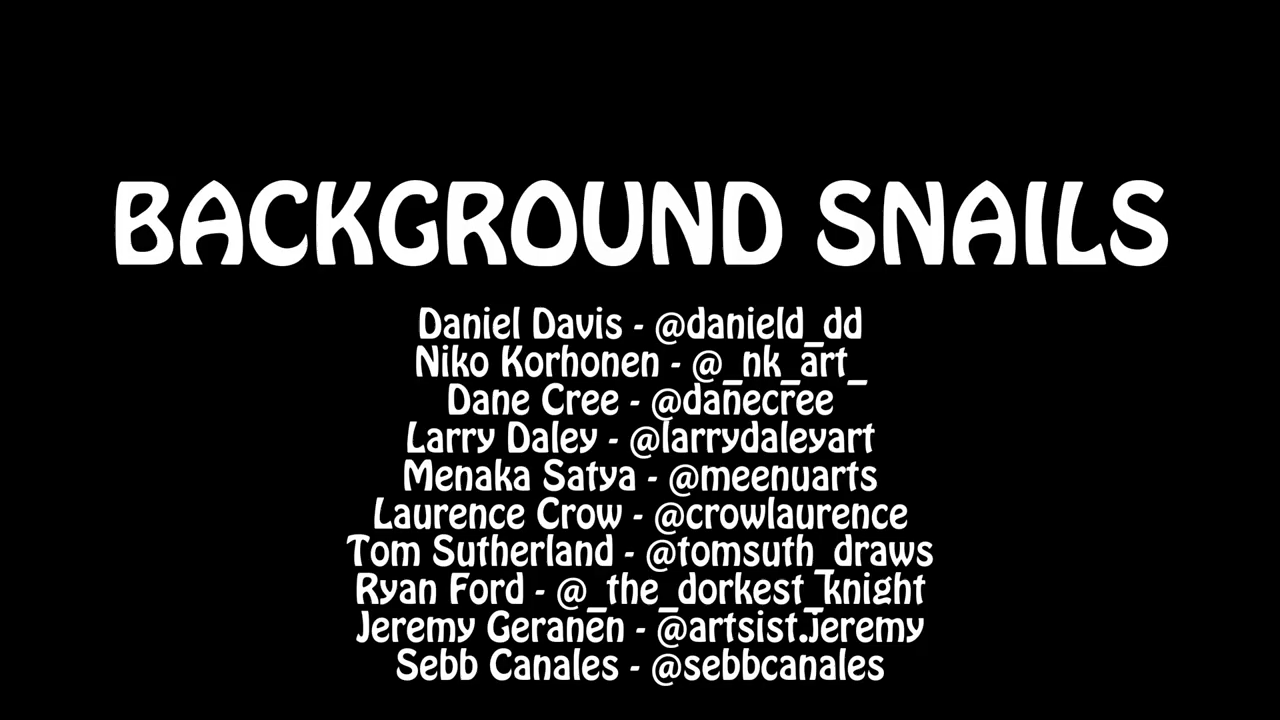 BACKGROUND SNAILS
Daniel Davis - @danield_dd
Niko Korhonen - @_nk_art_
Dane Cree - @danecree
Larry Daley - @larrydaleyart
Menaka Satya - @meenuarts
Laurence Crow - @crowlaurence
Tom Sutherland - @tomsuth_draws
Ryan Ford - @_the_dorkest_knight
Jeremy Geranen - @artsist.jeremy
Sebb Canales - @sebbcanales